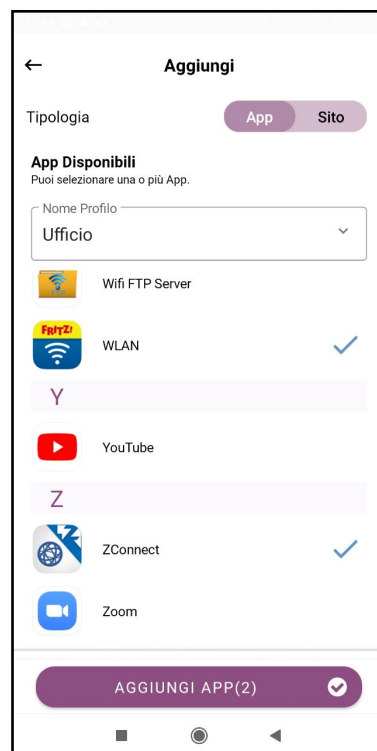 Aggiungi
Tipologia
App Sito
App Disponibili
Puoi selezionare una o più App.
Nome Profilo
Ufficio
FTP
Wifi FTP Server
FRITZ!
WLAN
Y
YouTube
Z
ZConnect
Zoom
AGGIUNGI APP(2)